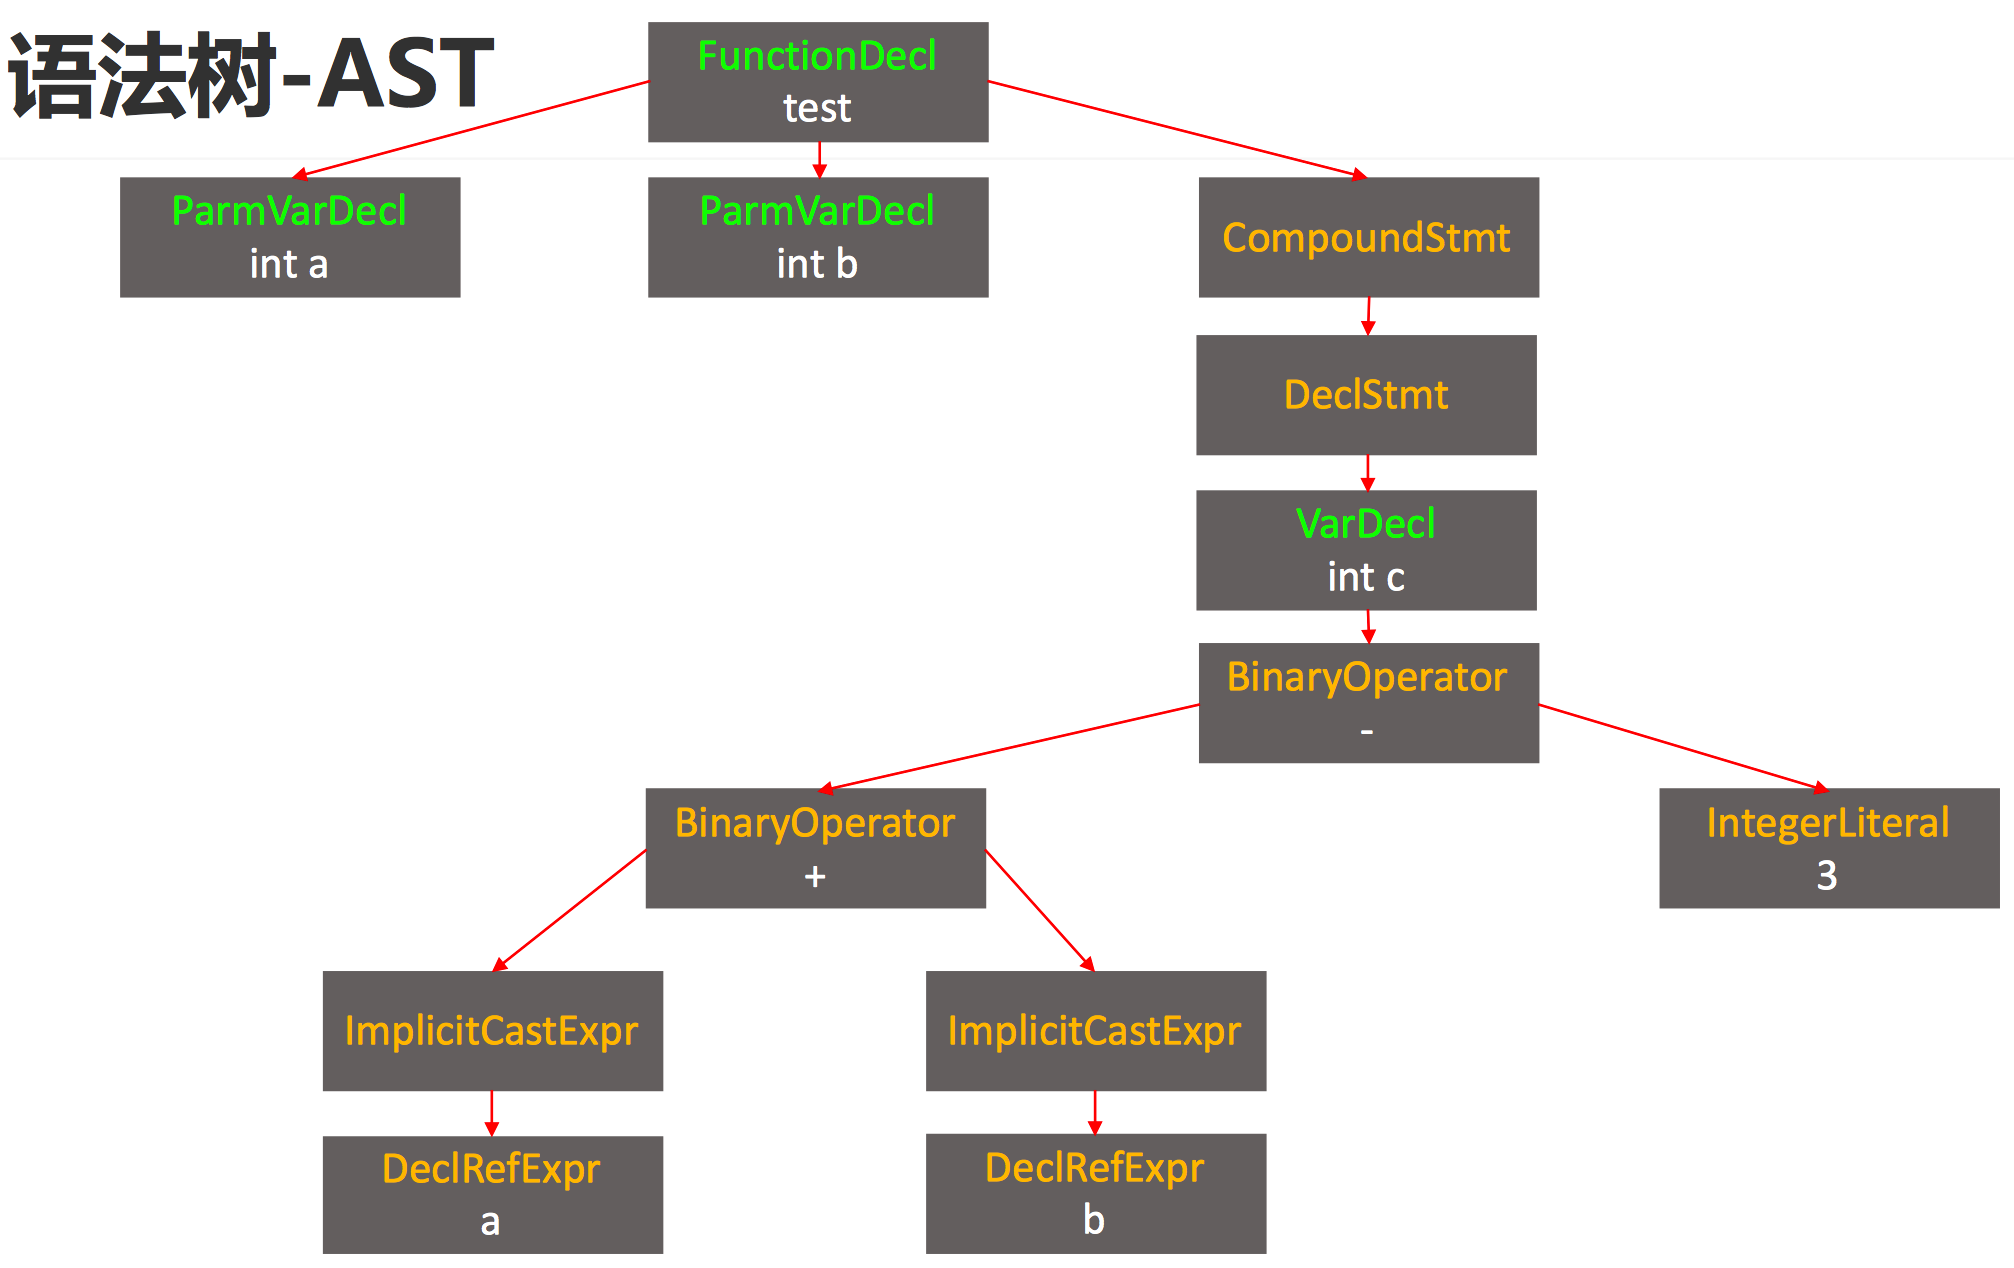 语法树-AST
FunctionDecl
test
ParmVarDecl
int a
ParmVarDecl
int b
CompoundStmt
DeclStmt
VarDecl
int c
BinaryOperator
-
BinaryOperator
+
IntegerLiteral
3
ImplicitCastExpr
ImplicitCastExpr
DeclRefExpr
a
DeclRefExpr
b